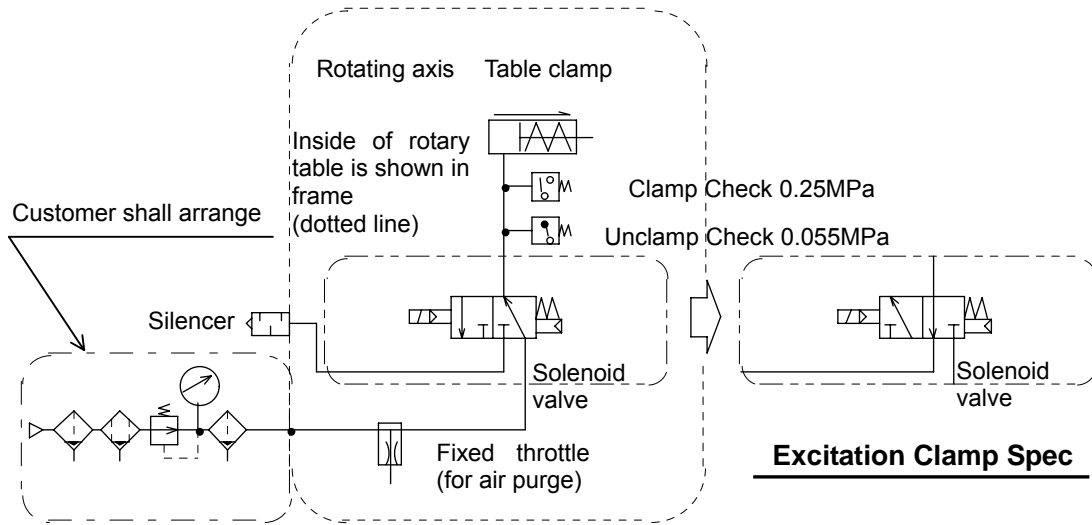 Rotating axis Table clamp
Inside of rotary
table is shown in
frame
(dotted line)
Customer shall arrange
Clamp Check 0.25MPa
Unclamp Check 0.055MPa
Silencer
Solenoid
valve
Solenoid
valve
Fixed throttle
(for air purge)
Excitation Clamp Spec